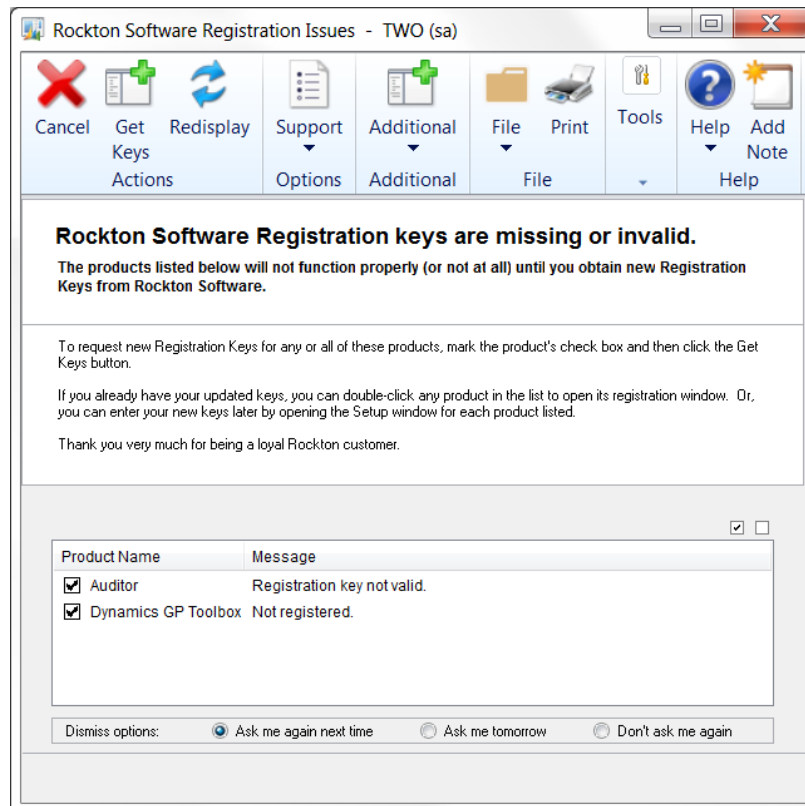 Rockton Software Registration Issues - TWO (sa)
Cancel Get Keys Redisplay Support Additional File Print Tools Help Add Note
Actions Options Additional File Help
Rockton Software Registration keys are missing or invalid.
The products listed below will not function properly (or not at all) until you obtain new Registration
Keys from Rockton Software.
To request new Registration Keys for any or all of these products, mark the product's check box and then click the Get
Keys button.
If you already have your updated keys, you can double-click any product in the list to open its registration window. Or,
you can enter your new keys later by opening the Setup window for each product listed.
Thank you very much for being a loyal Rockton customer.
Product Name Message
Auditor Registration key not valid.
Dynamics GP Toolbox Not registered.
Dismiss options: Ask me again next time Ask me tomorrow Don't ask me again